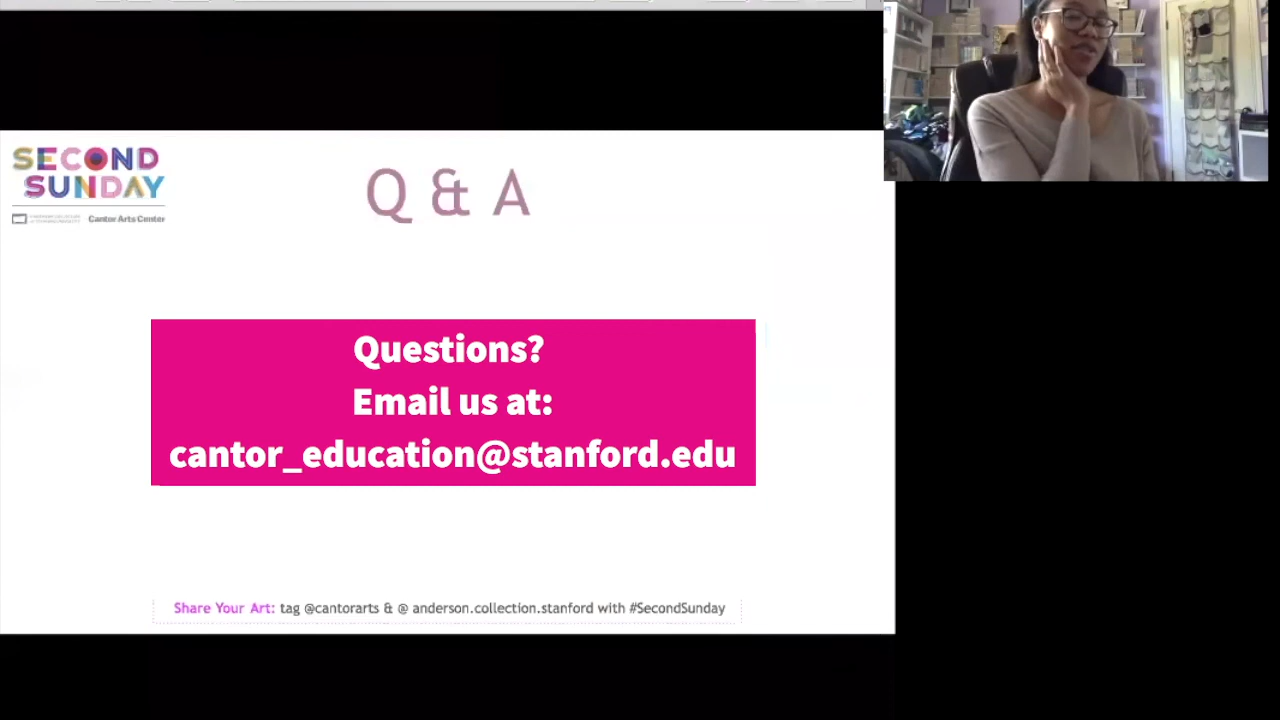 SECOND
SUNDAY
Cantor Arts Center
Q & A
Questions?
Email us at:
cantor_education@stanford.edu
Share Your Art: tag @cantorarts & @ anderson.collection.stanford with #SecondSunday